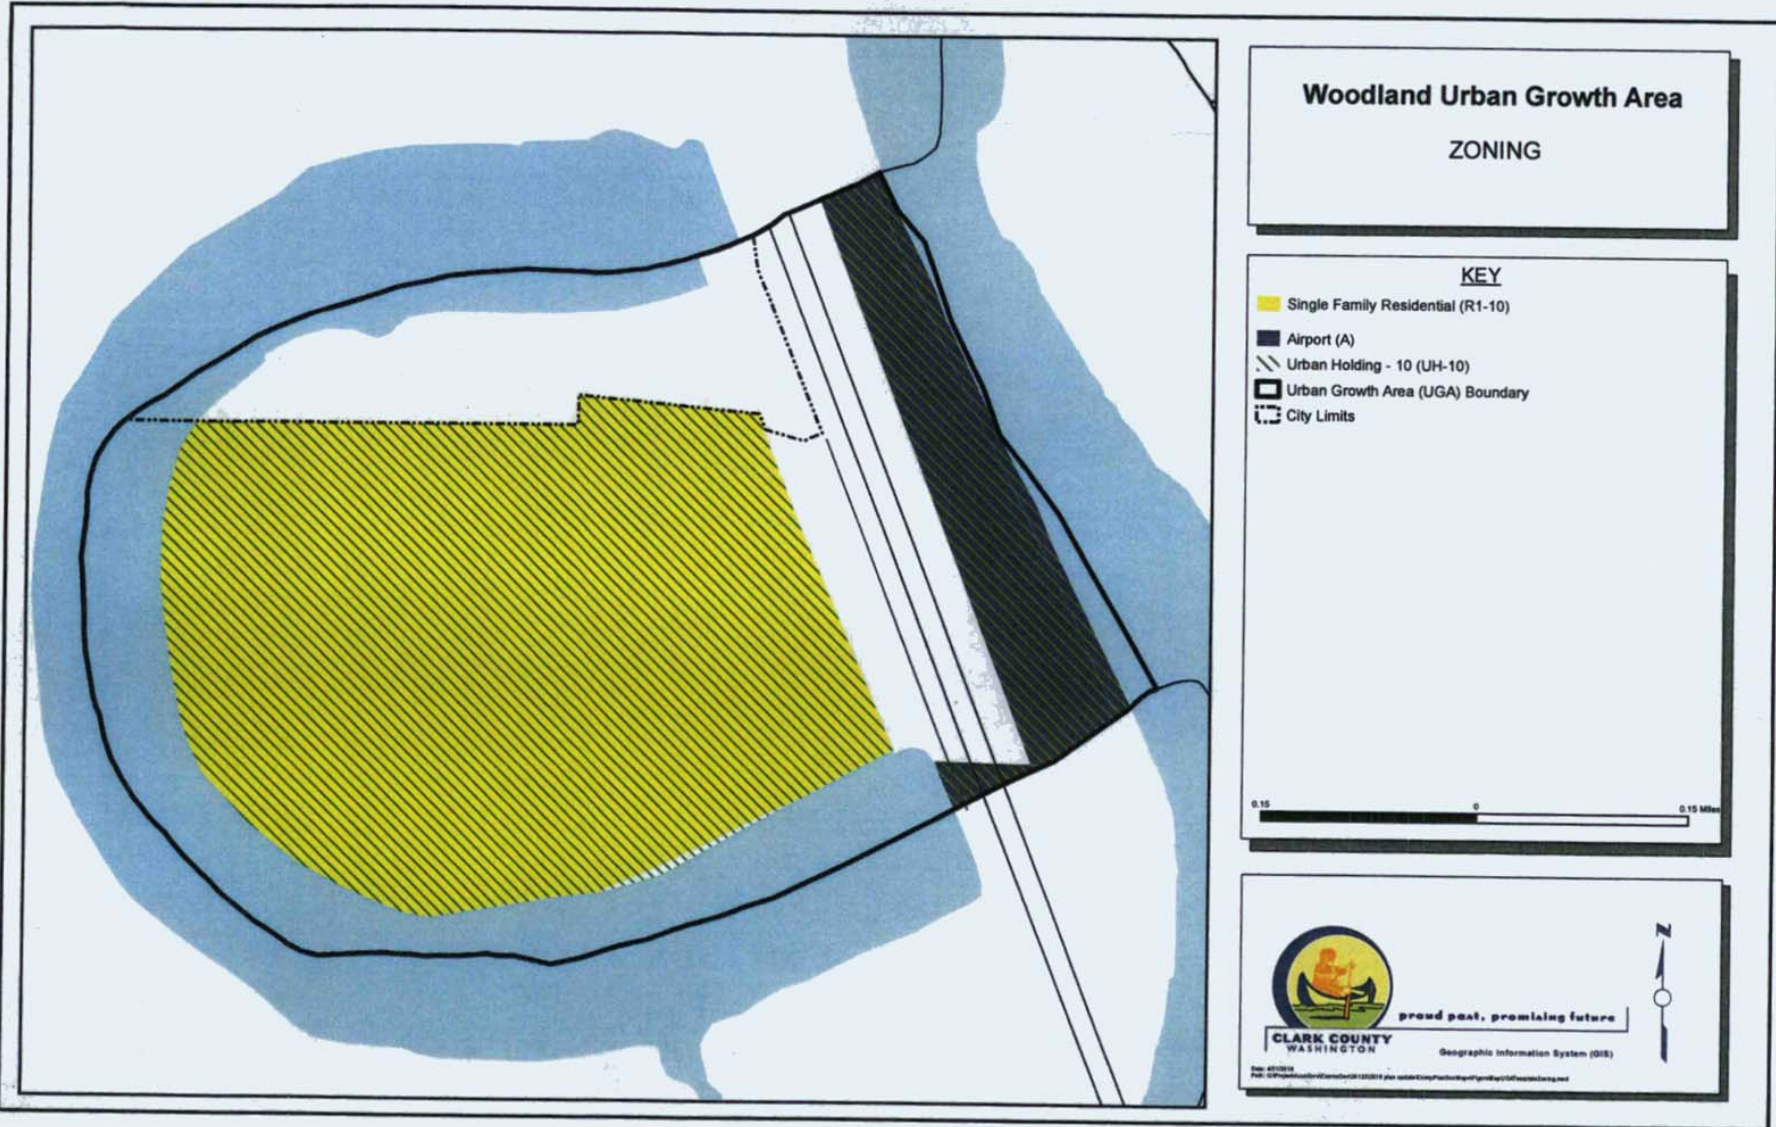 Woodland Urban Growth Area
ZONING
KEY
Single Family Residential (R1-10)
Airport (A)
Urban Holding - 10 (UH-10)
Urban Growth Area (UGA) Boundary
City Limits
0.15 0 0.15 Miles
N
proud past, promising future
CLARK COUNTY
WASHINGTON
Geographic Information System (GIS)